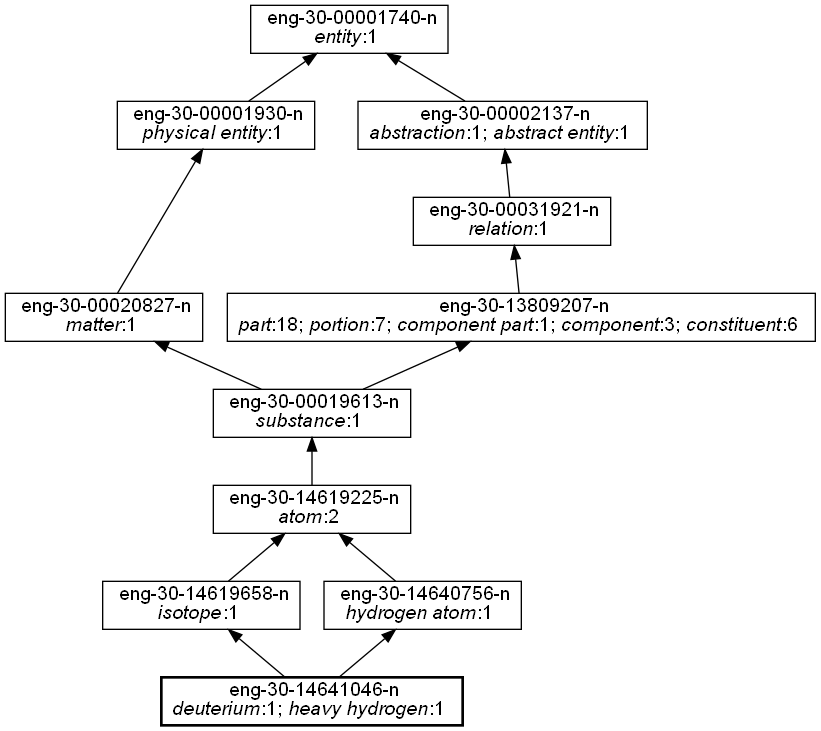 eng-30-00001740-n
entity:1
eng-30-00001930-n
physical entity:1
eng-30-00002137-n
abstraction:1; abstract entity:1
eng-30-00031921-n
relation:1
eng-30-00020827-n
matter:1
eng-30-13809207-n
part:18; portion:7; component part:1; component:3; constituent:6
eng-30-00019613-n
substance:1
eng-30-14619225-n
atom:2
eng-30-14619658-n
isotope:1
eng-30-14640756-n
hydrogen atom:1
eng-30-14641046-n
deuterium:1; heavy hydrogen:1